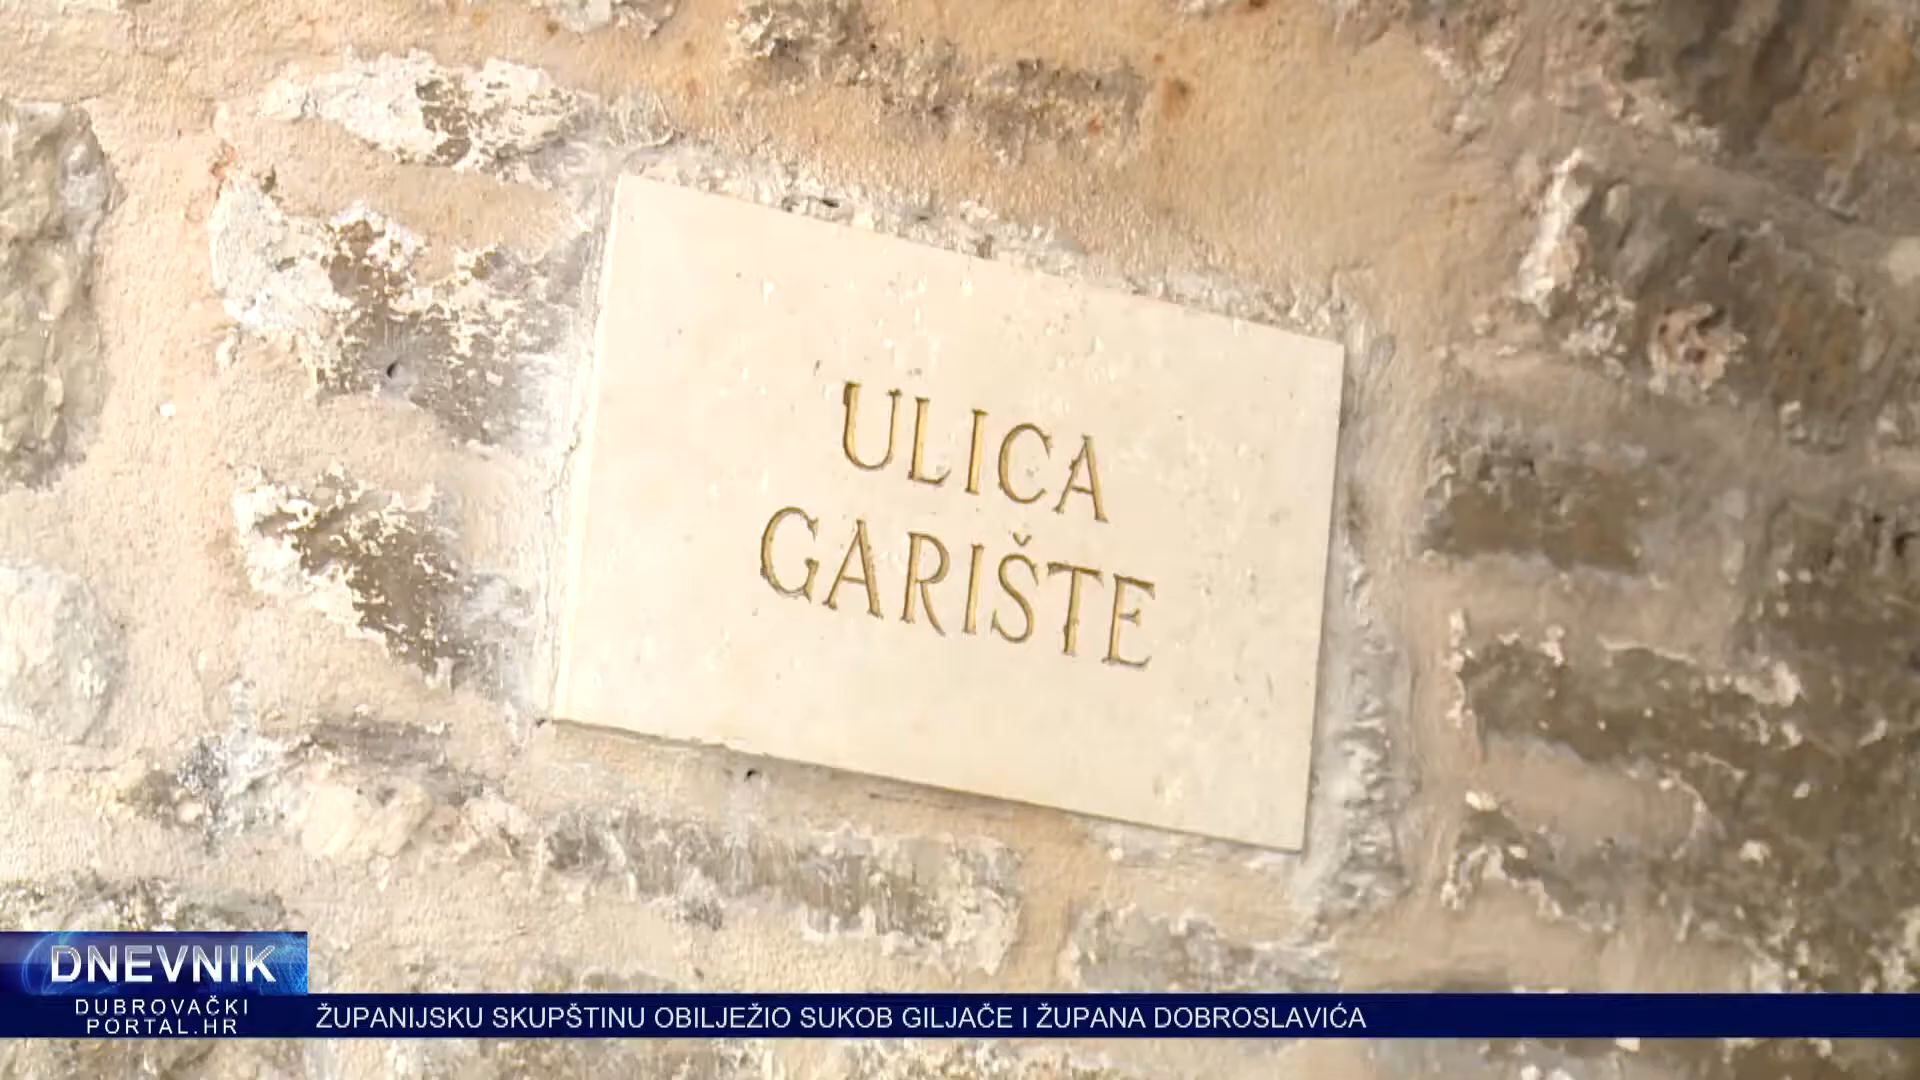 ULICA
GARIŠTE
DNEVNIK
DUBROVAČKI
PORTAL.HR
ŽUPANIJSKU SKUPŠTINU OBILJEŽIO SUKOB GILJAČE I ŽUPANA DOBROSLAVIĆA